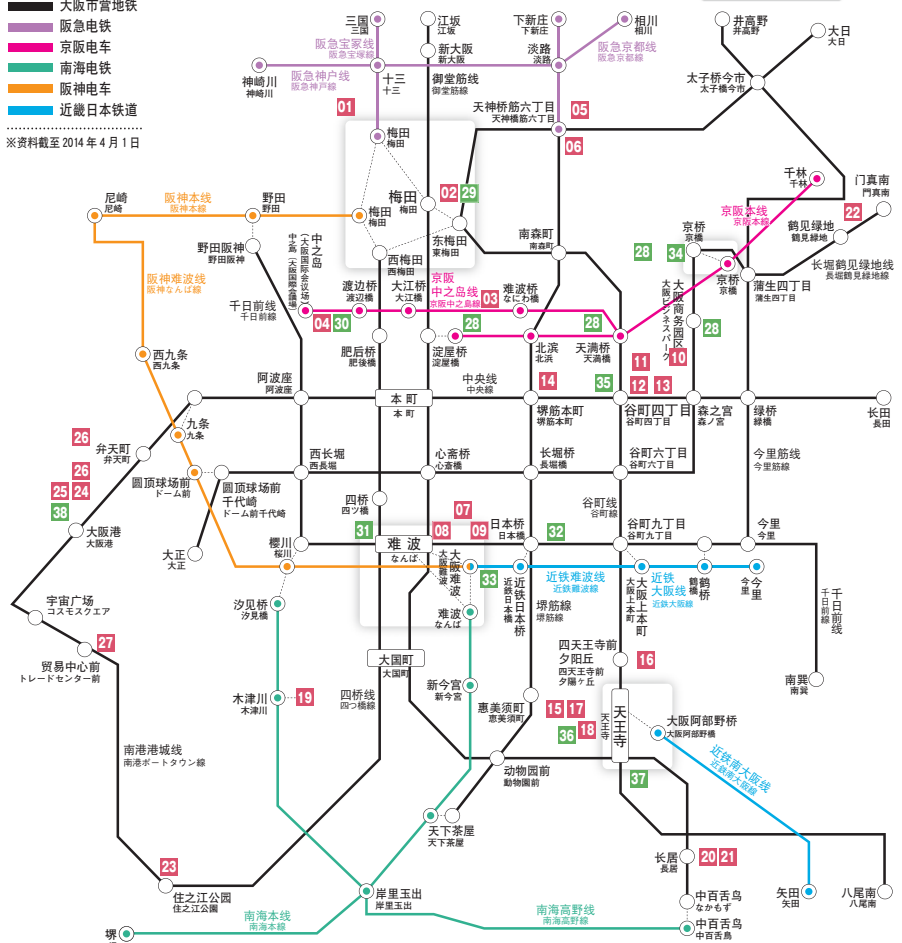 大阪市营地铁
阪急电铁
京阪电车
南海电铁
阪神电车
近畿日本铁道
※资料截至 2014 年 4 月 1 日
三国
三国
江坂
江坂
下新庄
下新庄
相川
相川
井高野
井高野
大日
大日
阪急宝冢线
阪急宝塚線
新大阪
新大阪
淡路
淡路
阪急京都线
阪急京都線
神崎川
神崎川
阪急神户线
阪急神戸線
十三
十三
御堂筋线
御堂筋線
太子桥今市
太子橋今市
01
天神桥筋六丁目
天神橋筋六丁目
05
06
梅田
梅田
千林
千林
门真南
門真南
尼崎
尼崎
阪神本线
阪神本線
野田
野田
梅田
梅田
梅田
梅田
02
29
东梅田
東梅田
西梅田
西梅田
南森町
南森町
京阪本线
京阪本線
22
鹤见绿地
鶴見緑地
京桥
京橋
28
34
京桥
京橋
长堀鹤见绿地线
長堀鶴見緑地線
蒲生四丁目
蒲生四丁目
野田阪神
野田阪神
中之岛
(大阪国际会议场)
中之島(大阪国際会議場)
阪神难波线
阪神なんば線
千日前线
千日前線
渡边桥
渡辺橋
大江桥
大江橋
京阪
中之岛线
京阪中之島線
03
难波桥
なにわ橋
大阪商务园区
大阪ビジネスパーク
04
30
28
28
28
肥后桥
肥後橋
淀屋桥
淀屋橋
北滨
北浜
天满桥
天満橋
11
10
西九条
西九条
阿波座
阿波座
中央线
中央線
14
35
12
13
本町
本町
堺筋本町
堺筋本町
谷町四丁目
谷町四丁目
森之宫
森ノ宮
绿桥
緑橋
长田
長田
九条
九条
26
弁天町
弁天町
26
25
24
38
西长堀
西長堀
心斋桥
心斎橋
长堀桥
長堀橋
谷町六丁目
谷町六丁目
今里筋线
今里筋線
圆顶球场前
ドーム前
圆顶球场前
千代崎
ドーム前千代崎
四桥
四ツ橋
谷町线
谷町線
大阪港
大阪港
大正
大正
樱川
桜川
31
难波
なんば
07
08
09
日本桥
日本橋
32
谷町九丁目
谷町九丁目
今里
今里
大阪难波
大阪難波
33
近铁日本桥
近鉄日本橋
近铁难波线
近鉄難波線
大阪上本町
大阪上本町
近铁
大阪线
近鉄大阪線
鹤桥
鶴橋
今里
今里
汐见桥
汐見橋
难波
なんば
堺筋线
堺筋線
千日前线
千日前線
宇宙广场
コスモスクエア
27
贸易中心前
トレードセンター前
大国町
大国町
四天王寺前
夕阳丘
四天王寺前
夕陽ヶ丘
16
南巽
南巽
木津川
木津川
19
四桥线
四つ橋線
新今宫
新今宮
惠美须町
恵美須町
15
17
18
36
天王寺
天王寺
大阪阿部野桥
大阪阿部野橋
南港港城线
南港ポートタウン線
动物园前
動物園前
近铁南大阪线
近鉄南大阪線
37
天下茶屋
天下茶屋
23
住之江公园
住之江公園
岸里玉出
岸里玉出
长居
長居
20
21
矢田
矢田
八尾南
八尾南
中百舌鸟
なかもず
南海本线
南海本線
南海高野线
南海高野線
中百舌鸟
中百舌鳥
堺